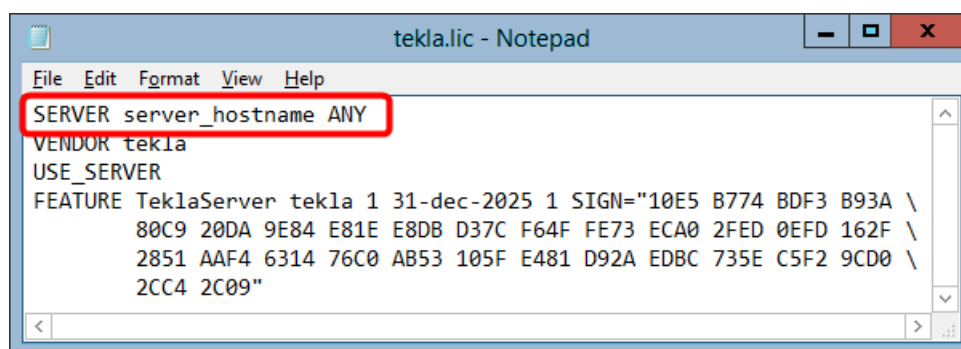 tekla.lic - Notepad
File Edit Format View Help
SERVER server_hostname ANY
VENDOR tekla
USE_SERVER
FEATURE TeklaServer tekla 1 31-dec-2025 1 SIGN="10E5 B774 BDF3 B93A \
80C9 20DA 9E84 E81E E8DB D37C F64F FE73 ECA0 2FED 0EFD 162F \
2851 AAF4 6314 76C0 AB53 105F E481 D92A EDBC 735E C5F2 9CD0 \
2CC4 2C09"